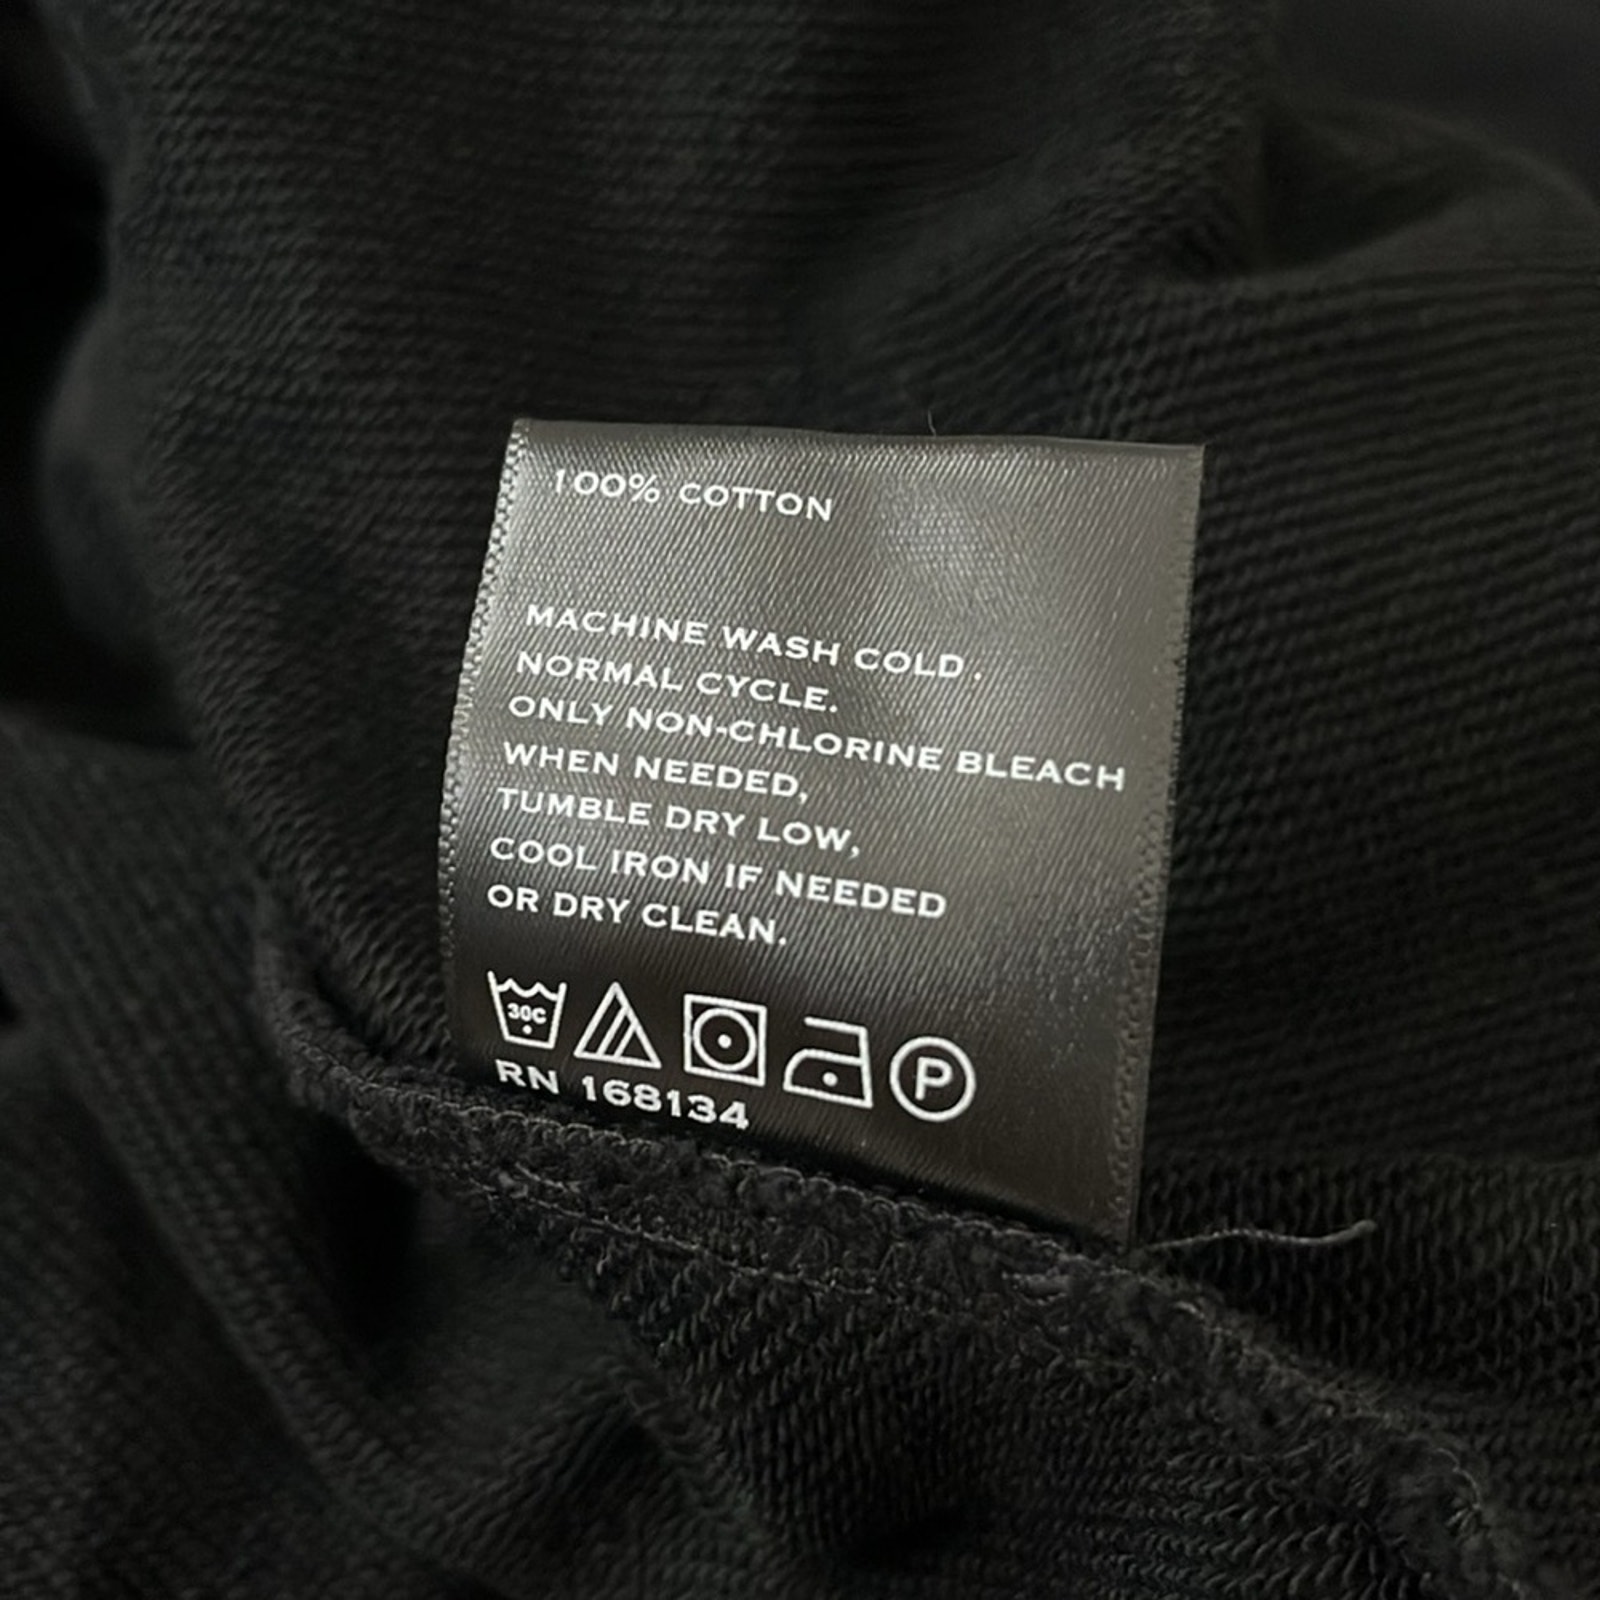 100% COTTON
MACHINE WASH COLD.
NORMAL CYCLE.
ONLY NON-CHLORINE BLEACH
WHEN NEEDED,
TUMBLE DRY LOW,
COOL IRON IF NEEDED
OR DRY CLEAN.
30C P
RN 168134